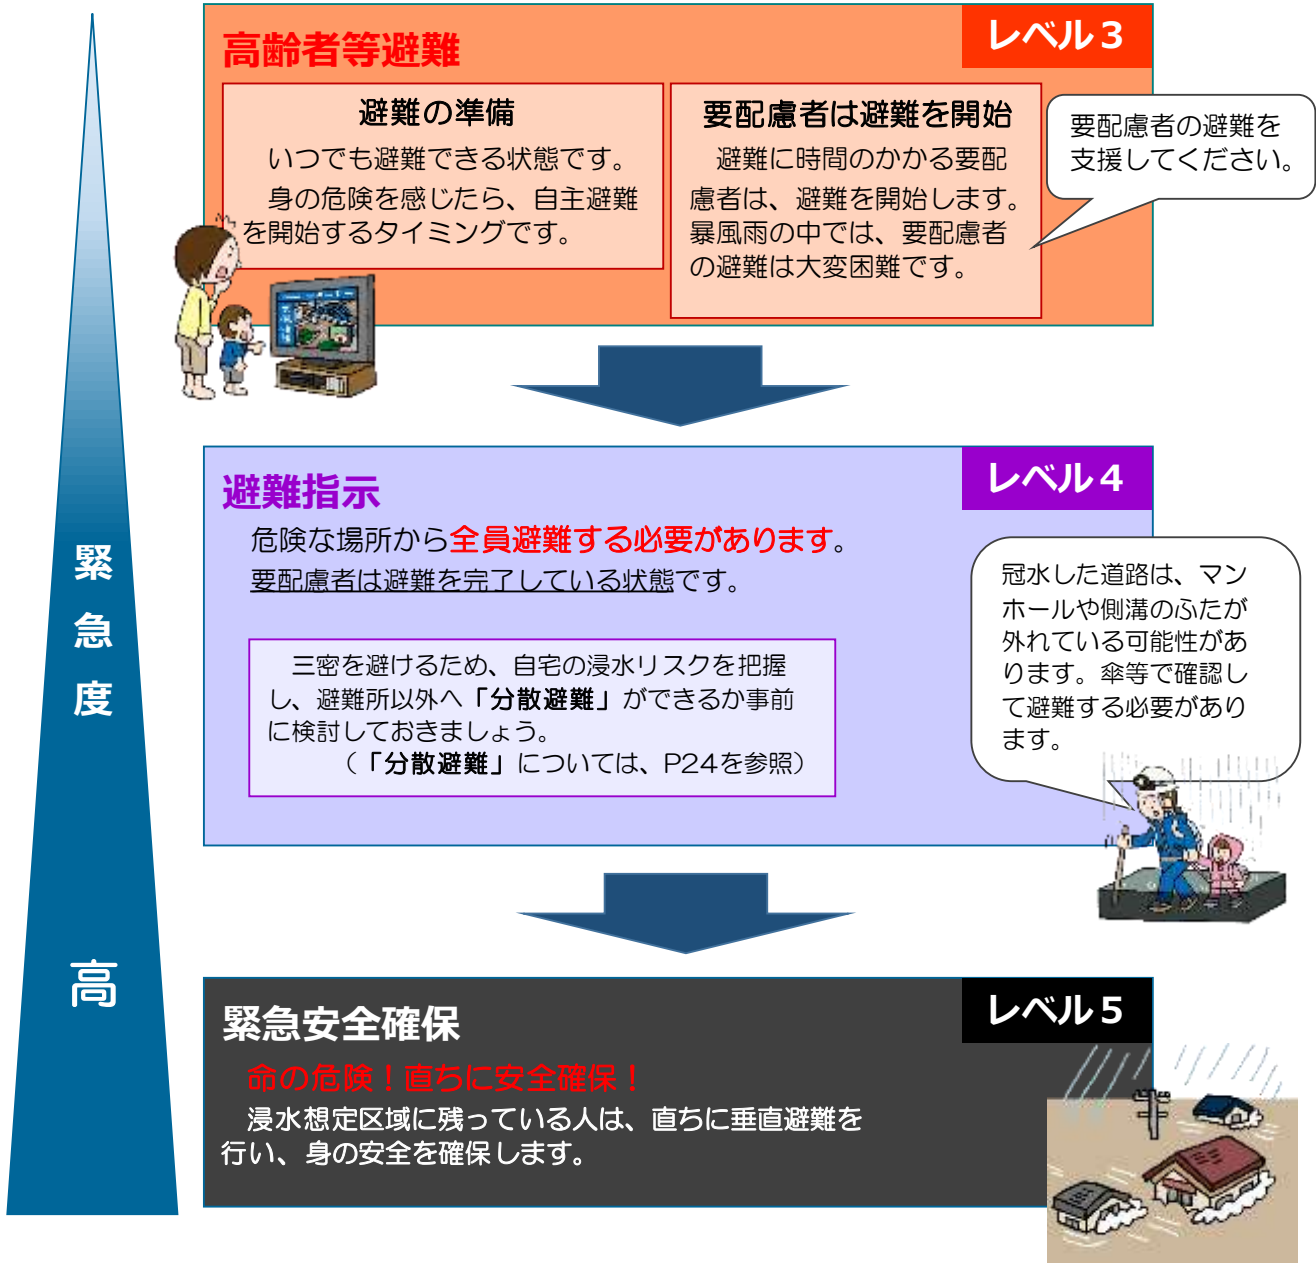 高齢者等避難
レベル3
避難の準備
いつでも避難できる状態です。
身の危険を感じたら、自主避難
を開始するタイミングです。
要配慮者は避難を開始
避難に時間のかかる要配
慮者は、避難を開始します。
暴風雨の中では、要配慮者
の避難は大変困難です。
要配慮者の避難を
支援してください。
避難指示
レベル4
危険な場所から全員避難する必要があります。
要配慮者は避難を完了している状態です。
三密を避けるため、自宅の浸水リスクを把握
し、避難所以外へ「分散避難」ができるか事前
に検討しておきましょう。
（「分散避難」については、P24を参照）
冠水した道路は、マン
ホールや側溝のふたが
外れている可能性があ
ります。傘等で確認し
て避難する必要があり
ます。
緊急安全確保
レベル5
命の危険！直ちに安全確保！
浸水想定区域に残っている人は、直ちに垂直避難を
行い、身の安全を確保します。
緊急度
高